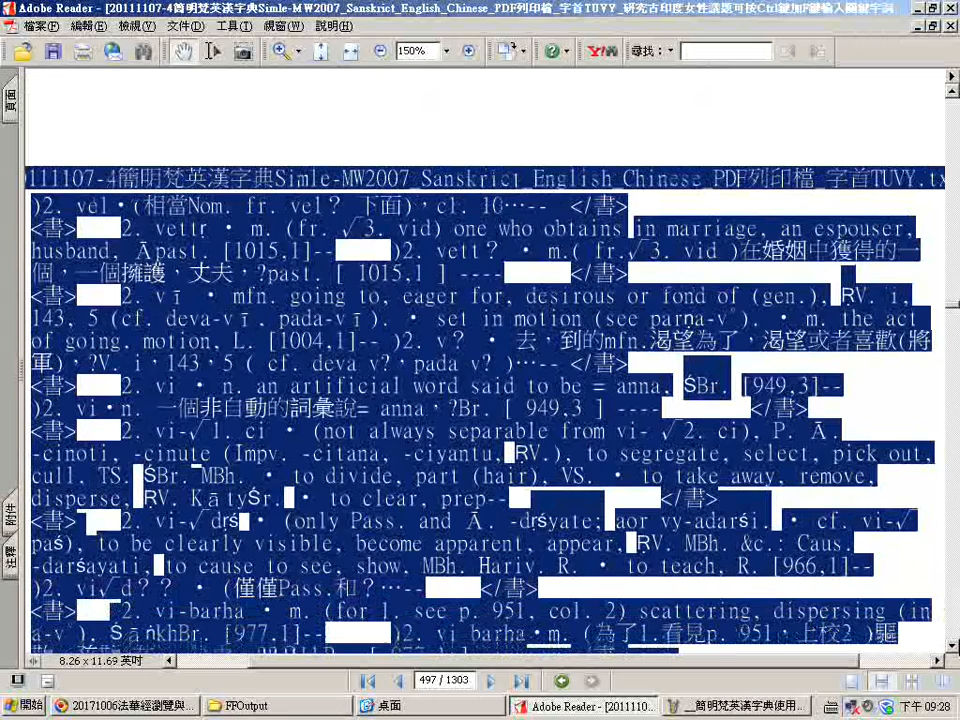 Adobe Reader - [20111107-4簡明梵英漢字典Simle-MW2007_Sanskrict_English_Chinese_PDF列印檔_字首TUVY_研究古印度女性議題可按Ctrl鍵加F鍵輸入關鍵字詞
檔案(F) 編輯(E) 檢視(V) 文件(D) 工具(T) 視窗(W) 說明(H)
150% Y! 尋找：
頁面
111107-4簡明梵英漢字典Simle-MW2007_Sanskrict_English_Chinese_PDF列印檔_字首TUVY.tx
)2. vel‧(相當Nom. fr. vel? 下面)，cl. 10…-- </書>
<書> 2. vettṛ ‧ m. (fr. √3. vid) one who obtains in marriage, an espouser,
husband, Āpast. [1015,1]-- )2. vett? ‧ m.( fr.√3. vid )在婚姻中獲得的一
個，一個擁護、丈夫，?past. [ 1015,1 ] ---- </書>
<書> 2. vī ‧ mfn. going to, eager for, desirous or fond of (gen.), ṚV. i,
143, 5 (cf. deva-vī, pada-vī). ‧ set in motion (see parṇa-v°). ‧ m. the act
of going, motion, L. [1004,1]-- )2. v? ‧ 去，到的mfn.渴望為了，渴望或者喜歡(將
軍)，?V. i，143，5 ( cf. deva v?，pada v? )…-- </書>
<書> 2. vi ‧ n. an artificial word said to be = anna, ŚBr. [949,3]--
)2. vi‧n. 一個非自動的詞彙說= anna，?Br. [ 949,3 ] ---- </書>
<書> 2. vi-√1. ci ‧ (not always separable from vi- √2. ci), P. Ā.
-cinoti, -cinute (Impv. -citana, -ciyantu, ṚV.), to segregate, select, pick out,
cull, TS. ŚBr. MBh. ‧ to divide, part (hair), VS. ‧ to take away, remove,
disperse, ṚV. KātyŚr. ‧ to clear, prep-- </書>
<書> 2. vi-√dṛś ‧ (only Pass. and Ā. -dṛśyate; aor vy-adarśi. ‧ cf. vi-√
paś), to be clearly visible, become apparent, appear, ṚV. MBh. &c.: Caus.
-darśayati, to cause to see, show, MBh. Hariv. R. ‧ to teach, R. [966,1]--
)2. vi√d?? ‧ (僅僅Pass.和?…-- </書>
<書> 2. vi-barha ‧ m. (for 1. see p. 951, col. 2) scattering, dispersing (in
a-v°), ŚāṅkhBr. [977,1]-- )2. vi barha‧m. (為了1.看見p. 951，上校2 )驅
附件
注釋
8.26 x 11.69 英吋
497 / 1303
開始 20171006法華經瀏覽與... FFOutput 桌面 Adobe Reader - [2011110... __簡明梵英字典使用... 下午 09:28